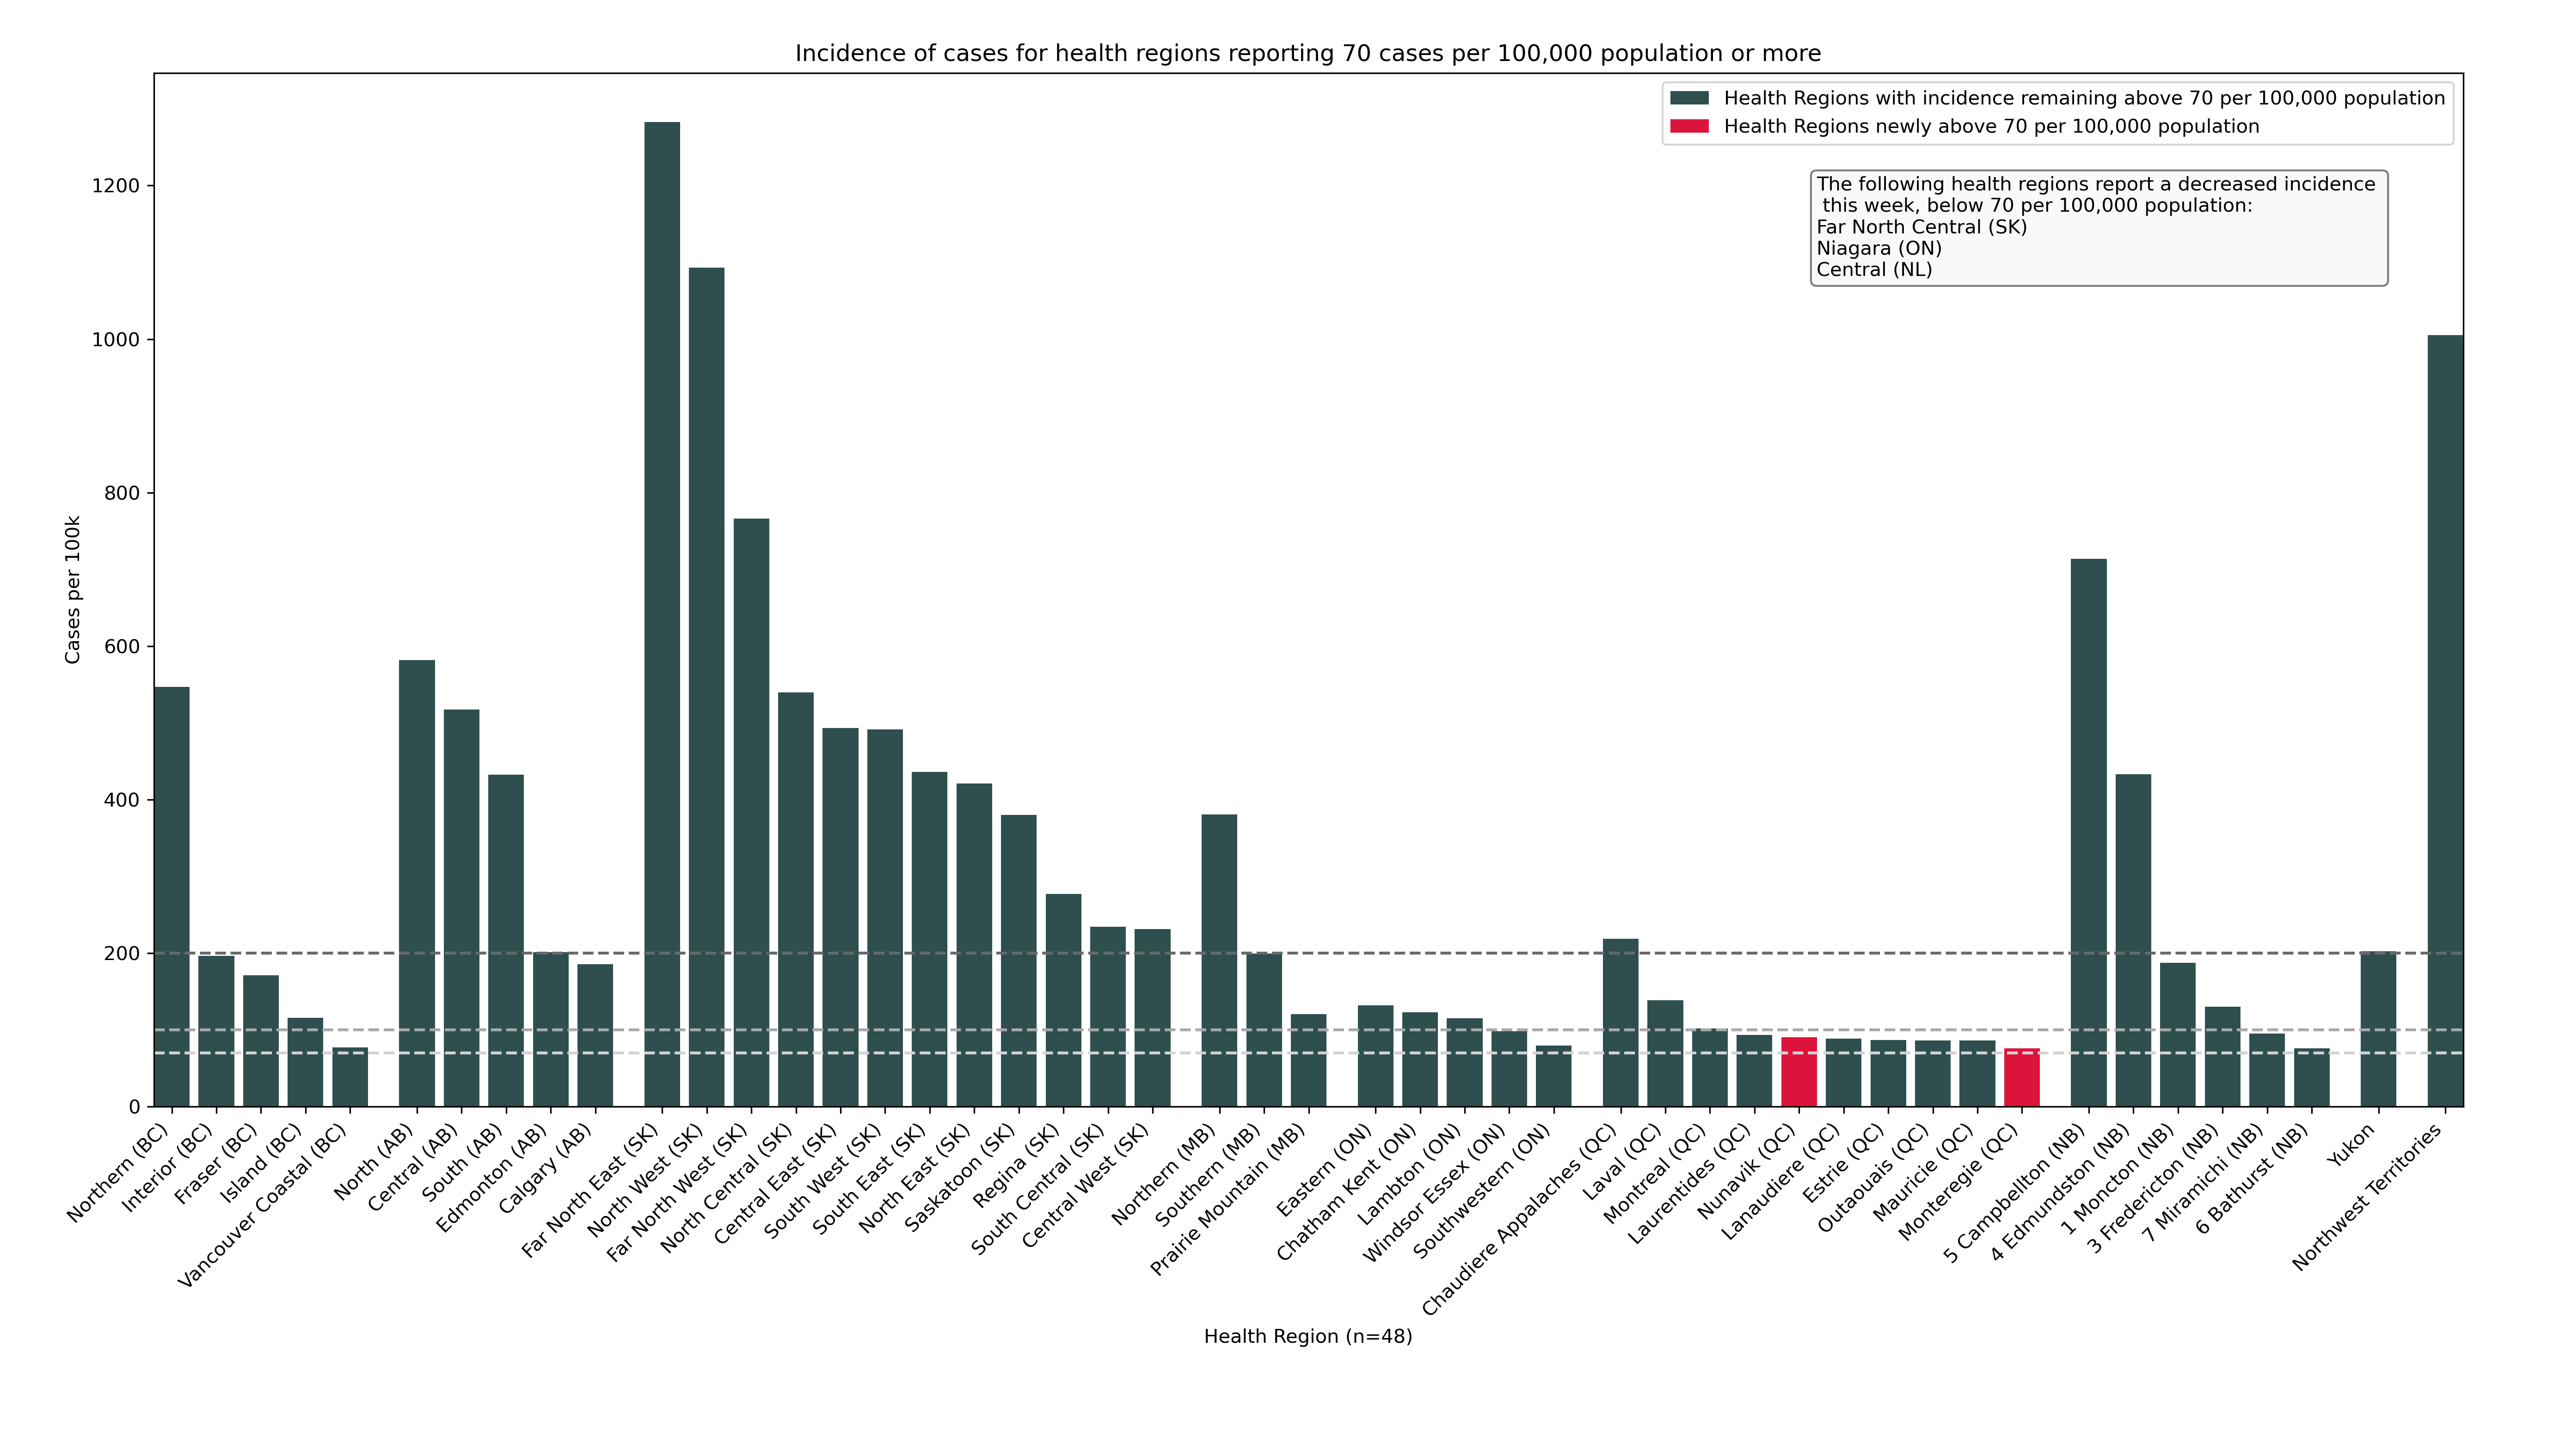 Incidence of cases for health regions reporting 70 cases per 100,000 population or more
Health Regions with incidence remaining above 70 per 100,000 population
Health Regions newly above 70 per 100,000 population
The following health regions report a decreased incidence
this week, below 70 per 100,000 population:
Far North Central (SK)
Niagara (ON)
Central (NL)
Cases per 100k
1200
1000
800
600
400
200
0
Northern (BC)
Interior (BC)
Fraser (BC)
Island (BC)
Vancouver Coastal (BC)
North (AB)
Central (AB)
South (AB)
Edmonton (AB)
Calgary (AB)
Far North East (SK)
North West (SK)
Far North West (SK)
North Central (SK)
Central East (SK)
South West (SK)
South East (SK)
North East (SK)
Saskatoon (SK)
Regina (SK)
South Central (SK)
Central West (SK)
Northern (MB)
Southern (MB)
Prairie Mountain (MB)
Eastern (ON)
Chatham Kent (ON)
Lambton (ON)
Windsor Essex (ON)
Southwestern (ON)
Chaudiere Appalaches (QC)
Laval (QC)
Montreal (QC)
Laurentides (QC)
Nunavik (QC)
Lanaudiere (QC)
Estrie (QC)
Outaouais (QC)
Mauricie (QC)
Monteregie (QC)
5 Campbellton (NB)
4 Edmundston (NB)
1 Moncton (NB)
3 Fredericton (NB)
7 Miramichi (NB)
6 Bathurst (NB)
Yukon
Northwest Territories
Health Region (n=48)